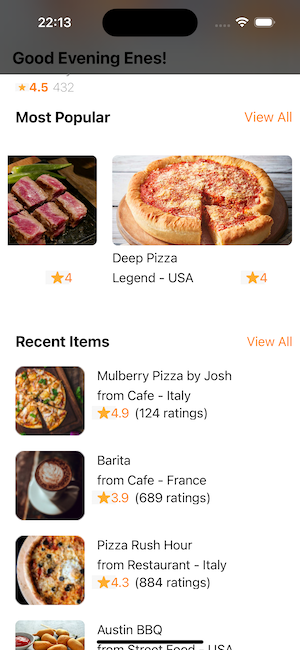 22:13
Good Evening Enes!
4.5 432
Most Popular View All
Deep Pizza
Legend - USA
4
4
Recent Items View All
Mulberry Pizza by Josh
from Cafe - Italy
4.9 (124 ratings)
Barita
from Cafe - France
3.9 (689 ratings)
Pizza Rush Hour
from Restaurant - Italy
4.3 (884 ratings)
Austin BBQ
from Street Food - USA